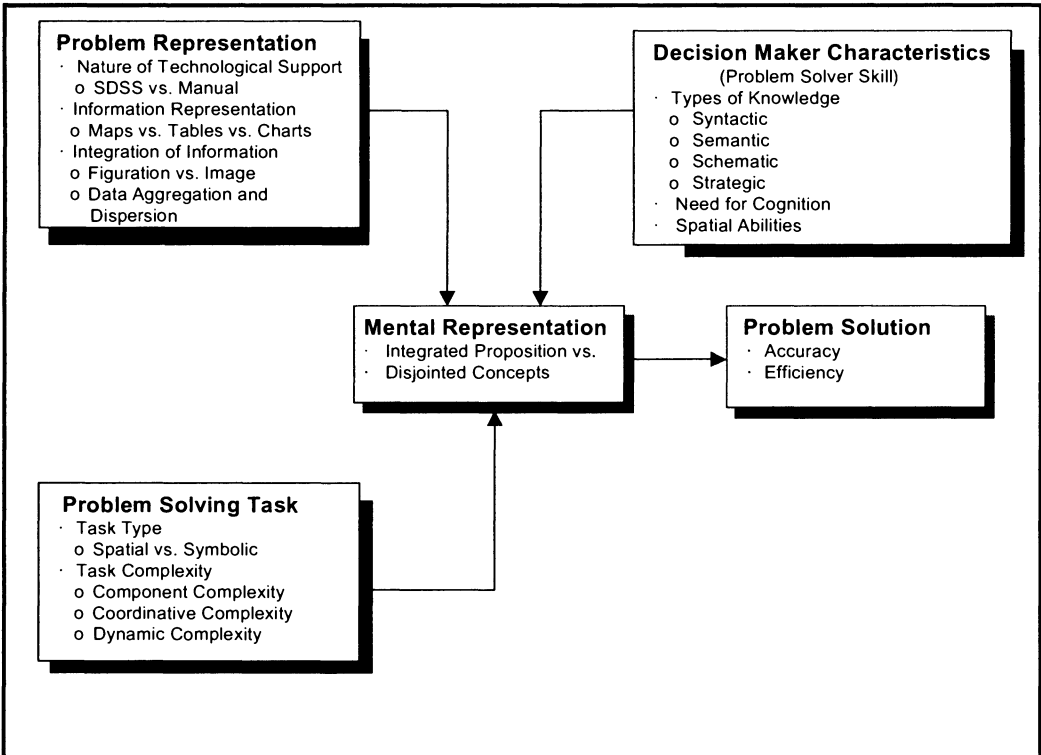 Problem Representation
· Nature of Technological Support
o SDSS vs. Manual
· Information Representation
o Maps vs. Tables vs. Charts
· Integration of Information
o Figuration vs. Image
o Data Aggregation and
Dispersion
Decision Maker Characteristics
(Problem Solver Skill)
· Types of Knowledge
o Syntactic
o Semantic
o Schematic
o Strategic
· Need for Cognition
· Spatial Abilities
Mental Representation
· Integrated Proposition vs.
· Disjointed Concepts
Problem Solution
· Accuracy
· Efficiency
Problem Solving Task
· Task Type
o Spatial vs. Symbolic
· Task Complexity
o Component Complexity
o Coordinative Complexity
o Dynamic Complexity